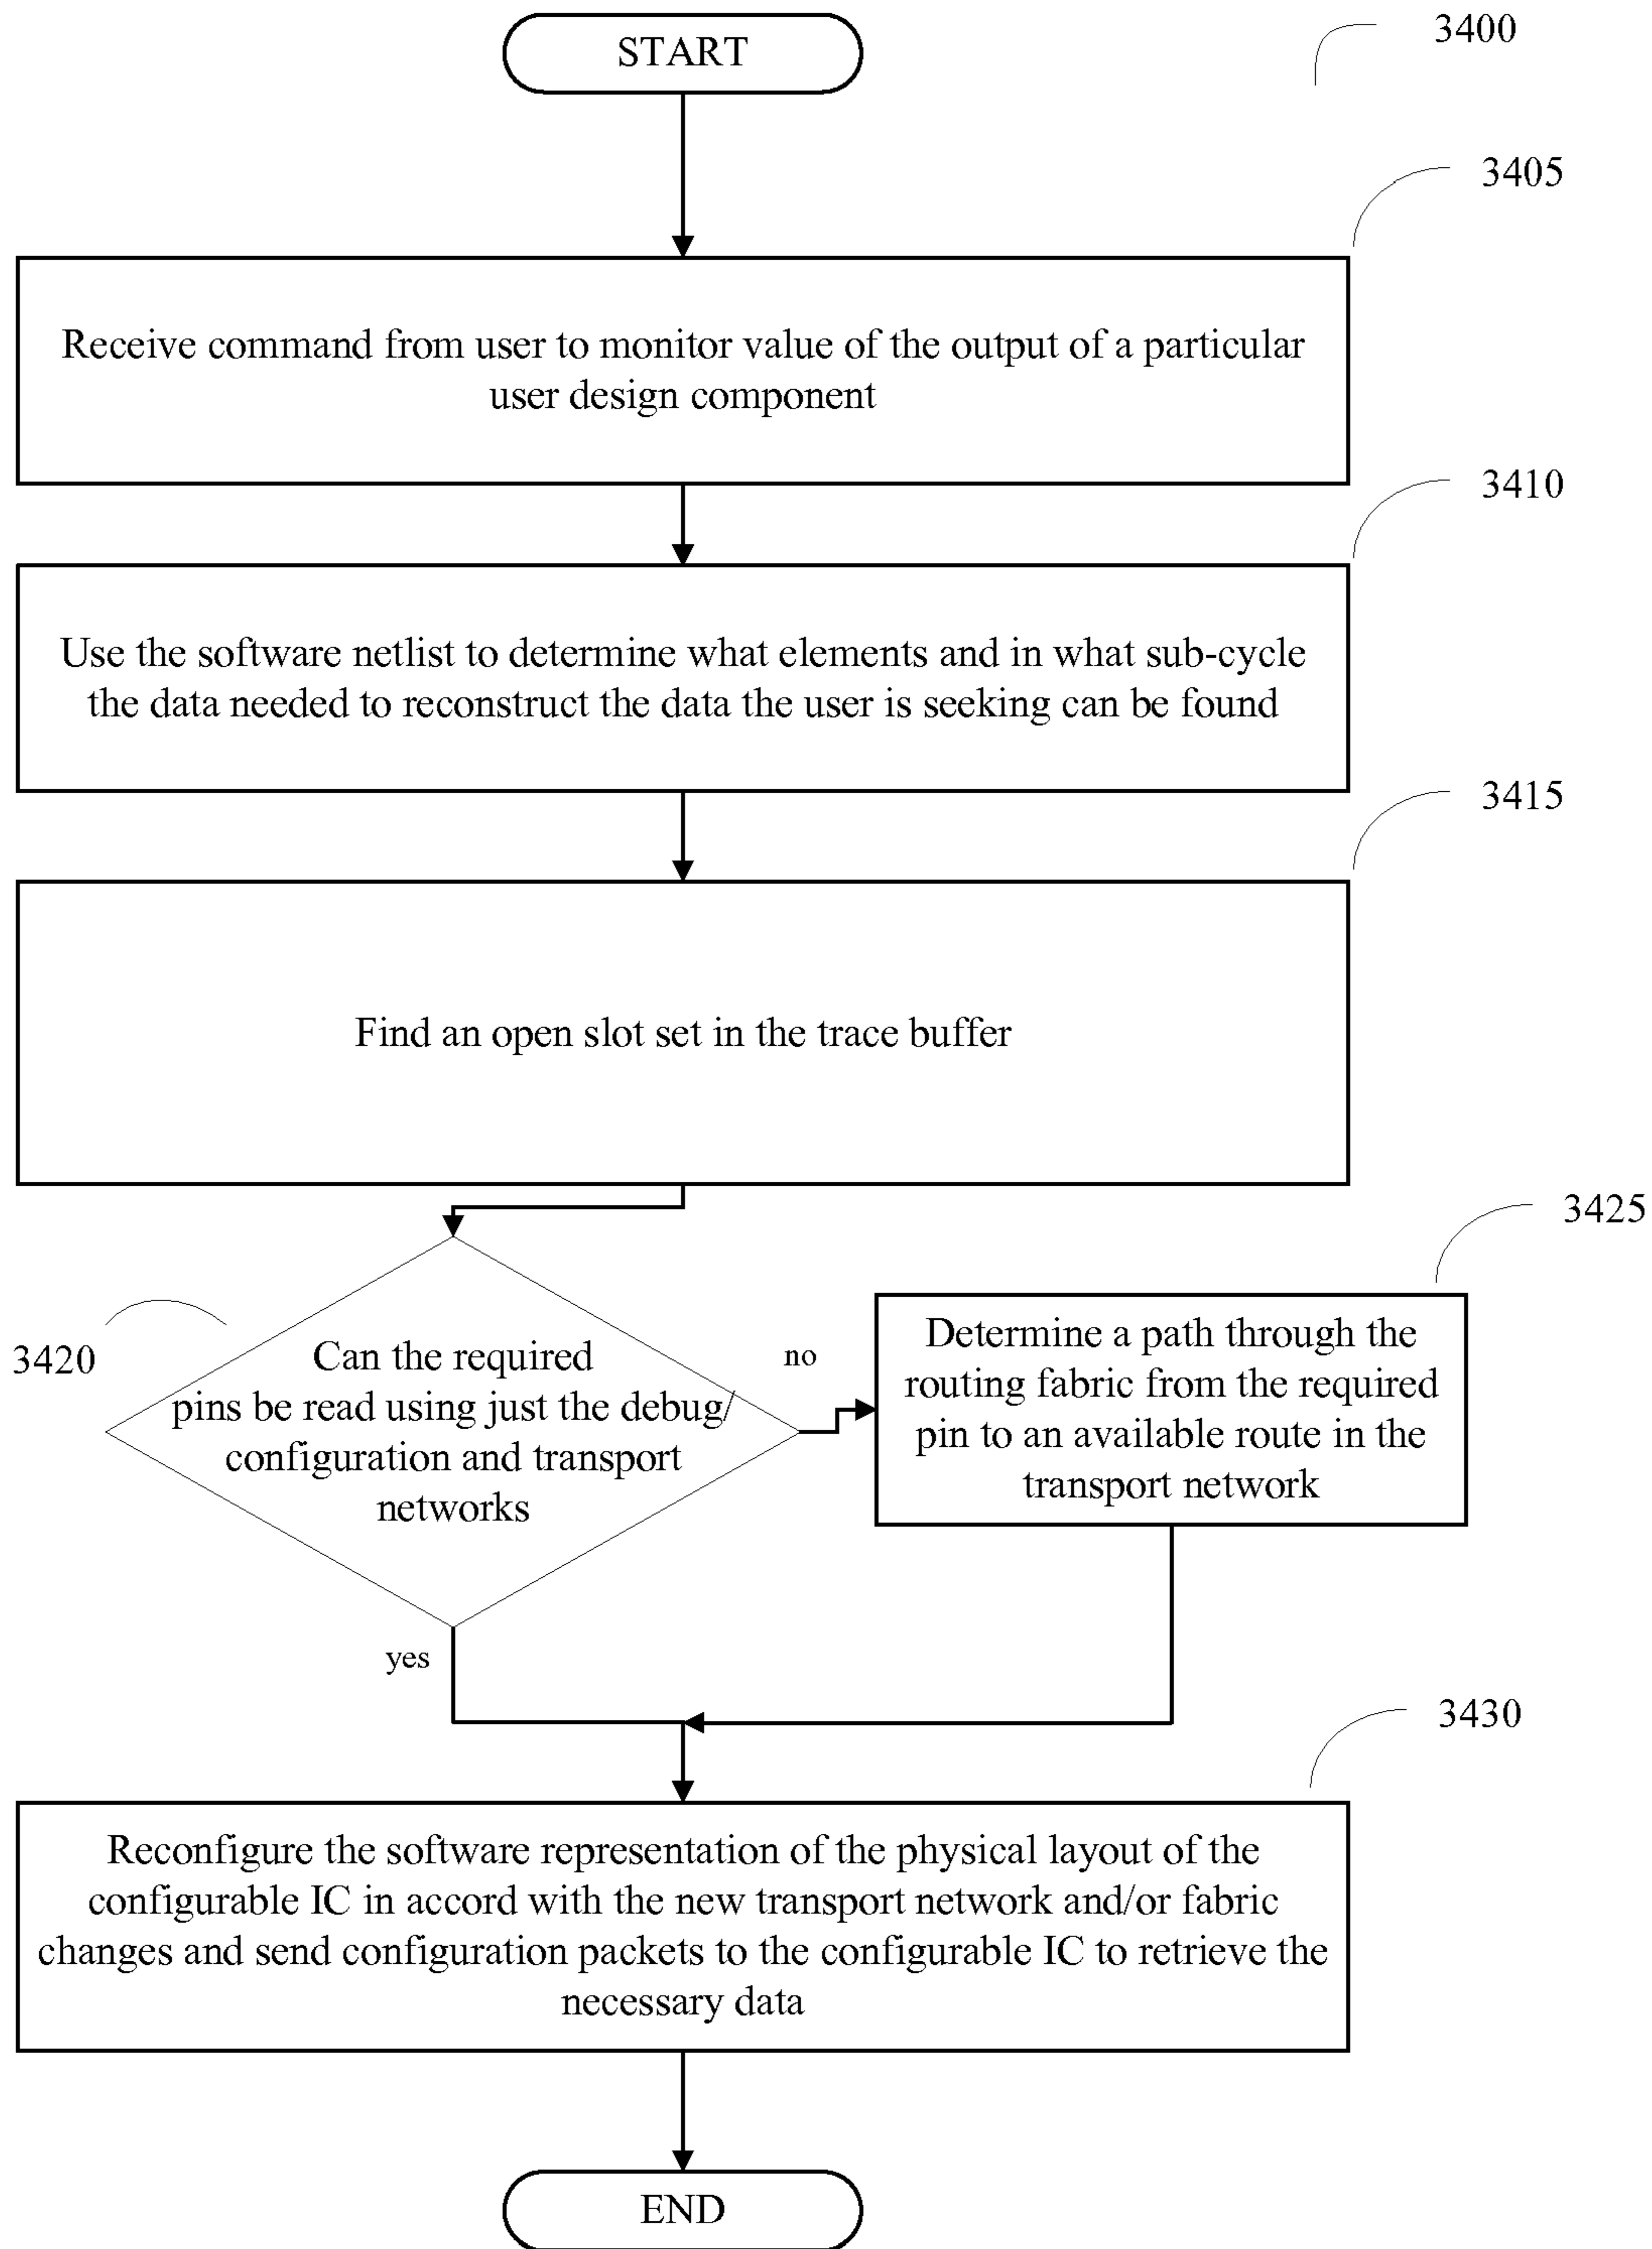 START
3400
3405
Receive command from user to monitor value of the output of a particular
user design component
3410
Use the software netlist to determine what elements and in what sub-cycle
the data needed to reconstruct the data the user is seeking can be found
3415
Find an open slot set in the trace buffer
3420
Can the required
pins be read using just the debug/
configuration and transport
networks
no
yes
3425
Determine a path through the
routing fabric from the required
pin to an available route in the
transport network
3430
Reconfigure the software representation of the physical layout of the
configurable IC in accord with the new transport network and/or fabric
changes and send configuration packets to the configurable IC to retrieve the
necessary data
END